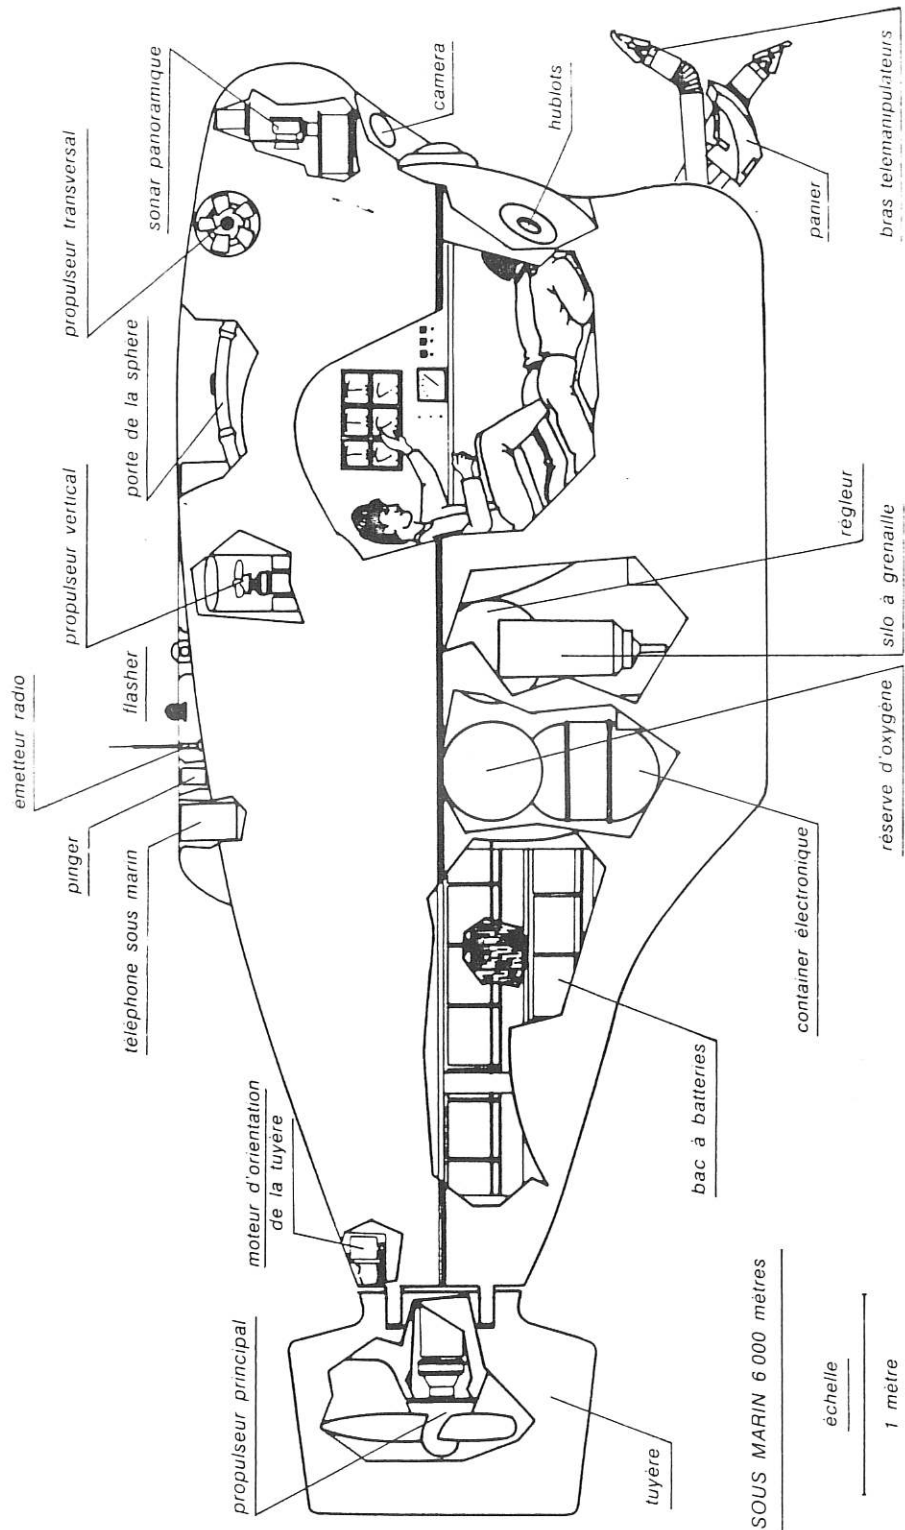 emetteur radio
pinger
téléphone sous marin
flasher
propulseur vertical
porte de la sphere
propulseur transversal
sonar panoramique
camera
hublots
moteur d'orientation
de la tuyère
propulseur principal
panier
bras telemanipulateurs
régleur
silo à grenaille
réserve d'oxygène
container électronique
bac à batteries
tuyère
SOUS MARIN 6 000 mètres
échelle
1 mètre